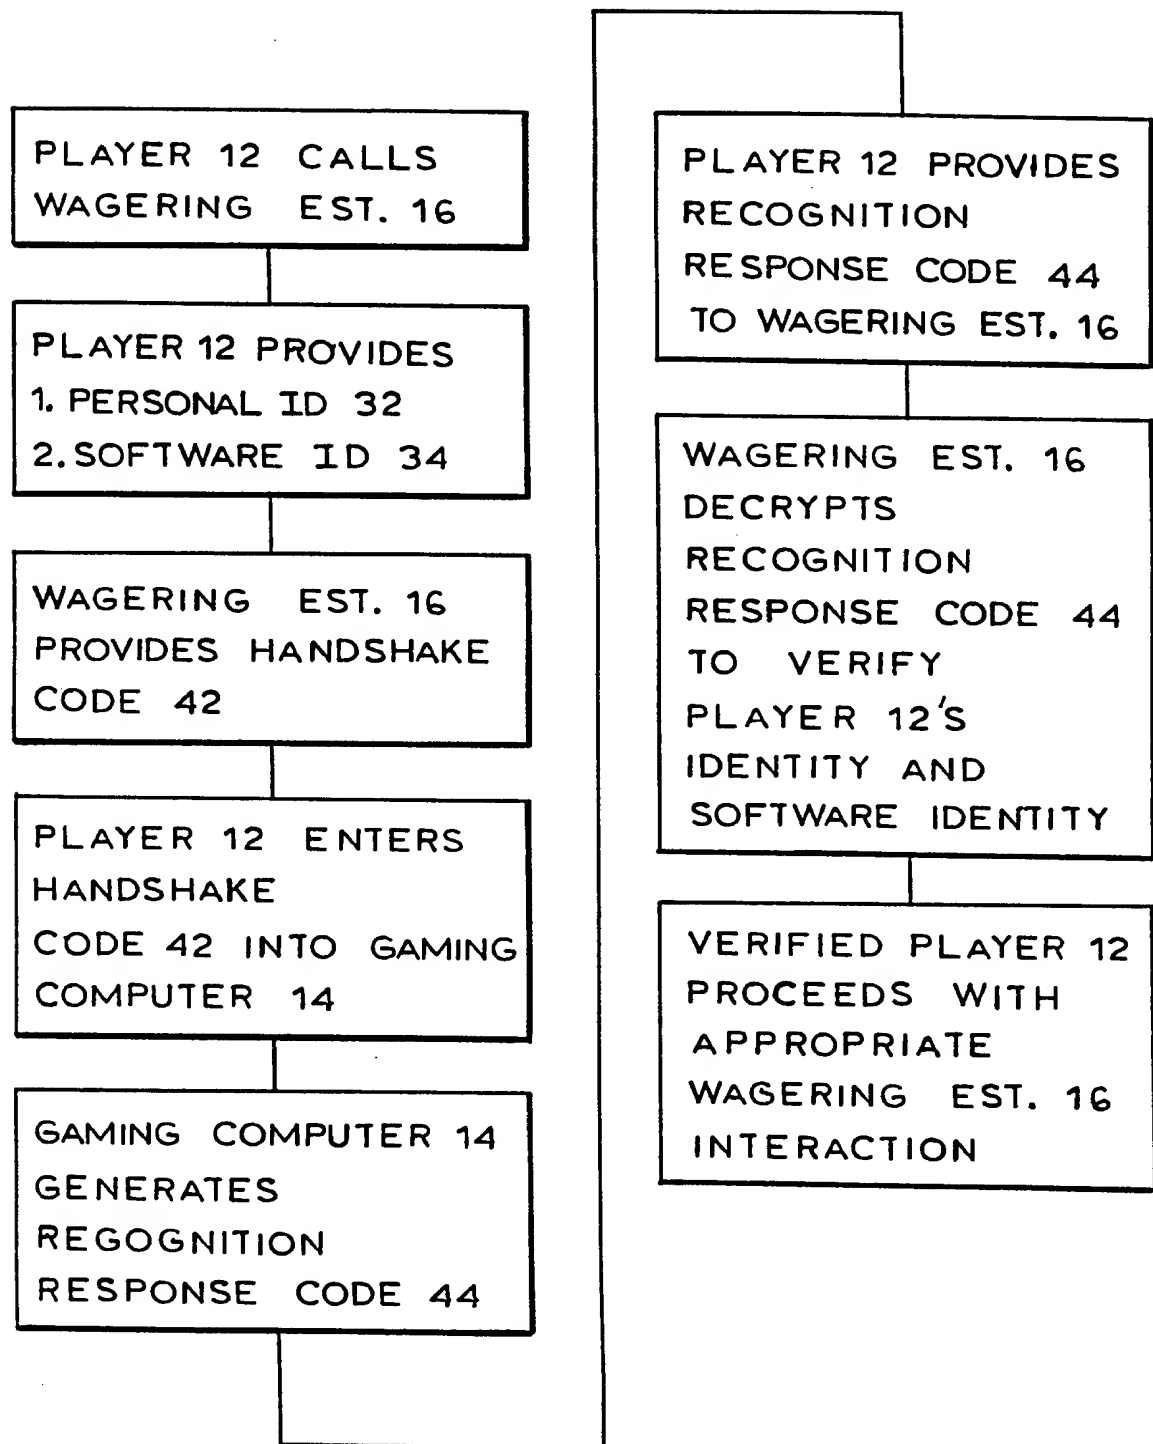 PLAYER 12 CALLS
WAGERING EST. 16
PLAYER 12 PROVIDES
1. PERSONAL ID 32
2. SOFTWARE ID 34
WAGERING EST. 16
PROVIDES HANDSHAKE
CODE 42
PLAYER 12 ENTERS
HANDSHAKE
CODE 42 INTO GAMING
COMPUTER 14
GAMING COMPUTER 14
GENERATES
REGOGNITION
RESPONSE CODE 44
PLAYER 12 PROVIDES
RECOGNITION
RESPONSE CODE 44
TO WAGERING EST. 16
WAGERING EST. 16
DECRYPTS
RECOGNITION
RESPONSE CODE 44
TO VERIFY
PLAYER 12'S
IDENTITY AND
SOFTWARE IDENTITY
VERIFIED PLAYER 12
PROCEEDS WITH
APPROPRIATE
WAGERING EST. 16
INTERACTION